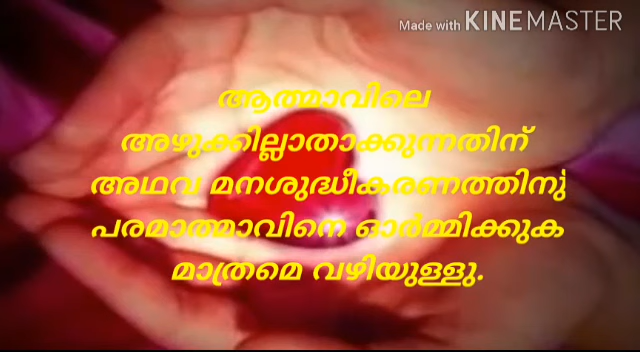 Made with KINEMASTER
ആത്മാവിലെ
അഴുക്കില്ലാതാക്കുന്നതിന്
അഥവ മനശുദ്ധീകരണത്തിനു്
പരമാത്മാവിനെ ഓർമ്മിക്കുക
മാത്രമെ വഴിയുള്ളു.